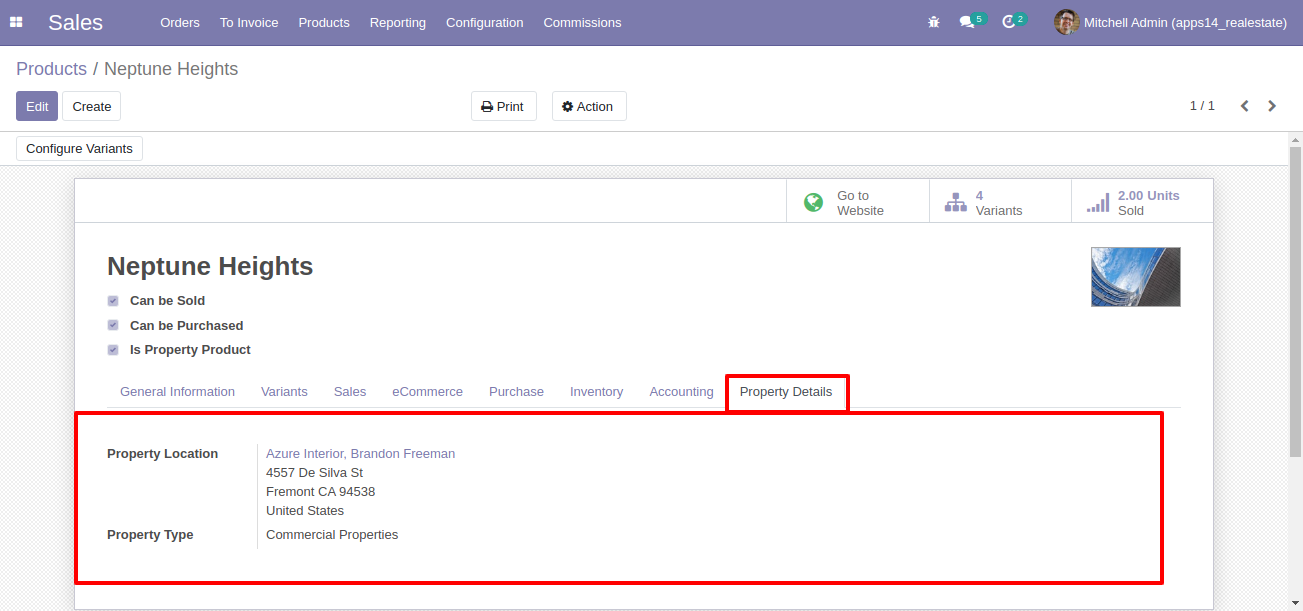 Sales Orders To Invoice Products Reporting Configuration Commissions 5 2 Mitchell Admin (apps14_realestate)
Products / Neptune Heights
Edit Create Print Action 1 / 1
Configure Variants
Go to Website 4 Variants 2.00 Units Sold
Neptune Heights
Can be Sold
Can be Purchased
Is Property Product
General Information Variants Sales eCommerce Purchase Inventory Accounting Property Details
Property Location Azure Interior, Brandon Freeman
4557 De Silva St
Fremont CA 94538
United States
Property Type Commercial Properties